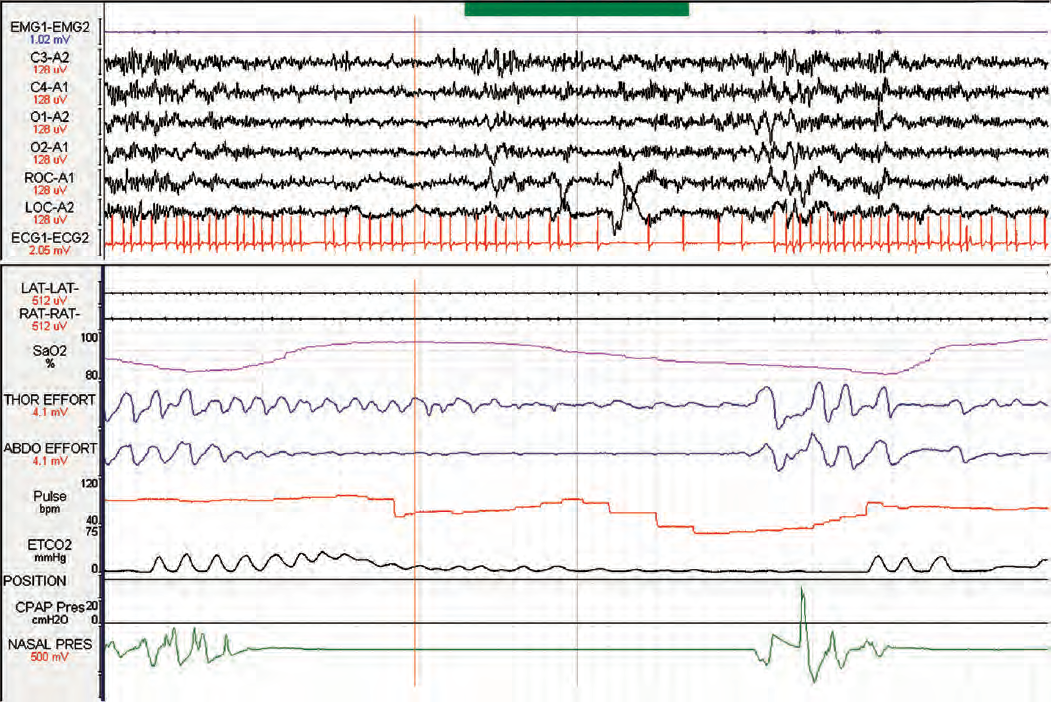 EMG1-EMG2
1.02 mV
C3-A2
128 uV
C4-A1
128 uV
O1-A2
128 uV
O2-A1
128 uV
ROC-A1
128 uV
LOC-A2
128 uV
ECG1-ECG2
2.05 mV
LAT-LAT-
512 uV
RAT-RAT-
512 uV
100
SaO2
%
80
THOR EFFORT
4.1 mV
ABDO EFFORT
4.1 mV
120
Pulse
bpm
40
75
ETCO2
mmHg
0
POSITION
CPAP Pres 20
cmH2O 0
NASAL PRES
500 mV